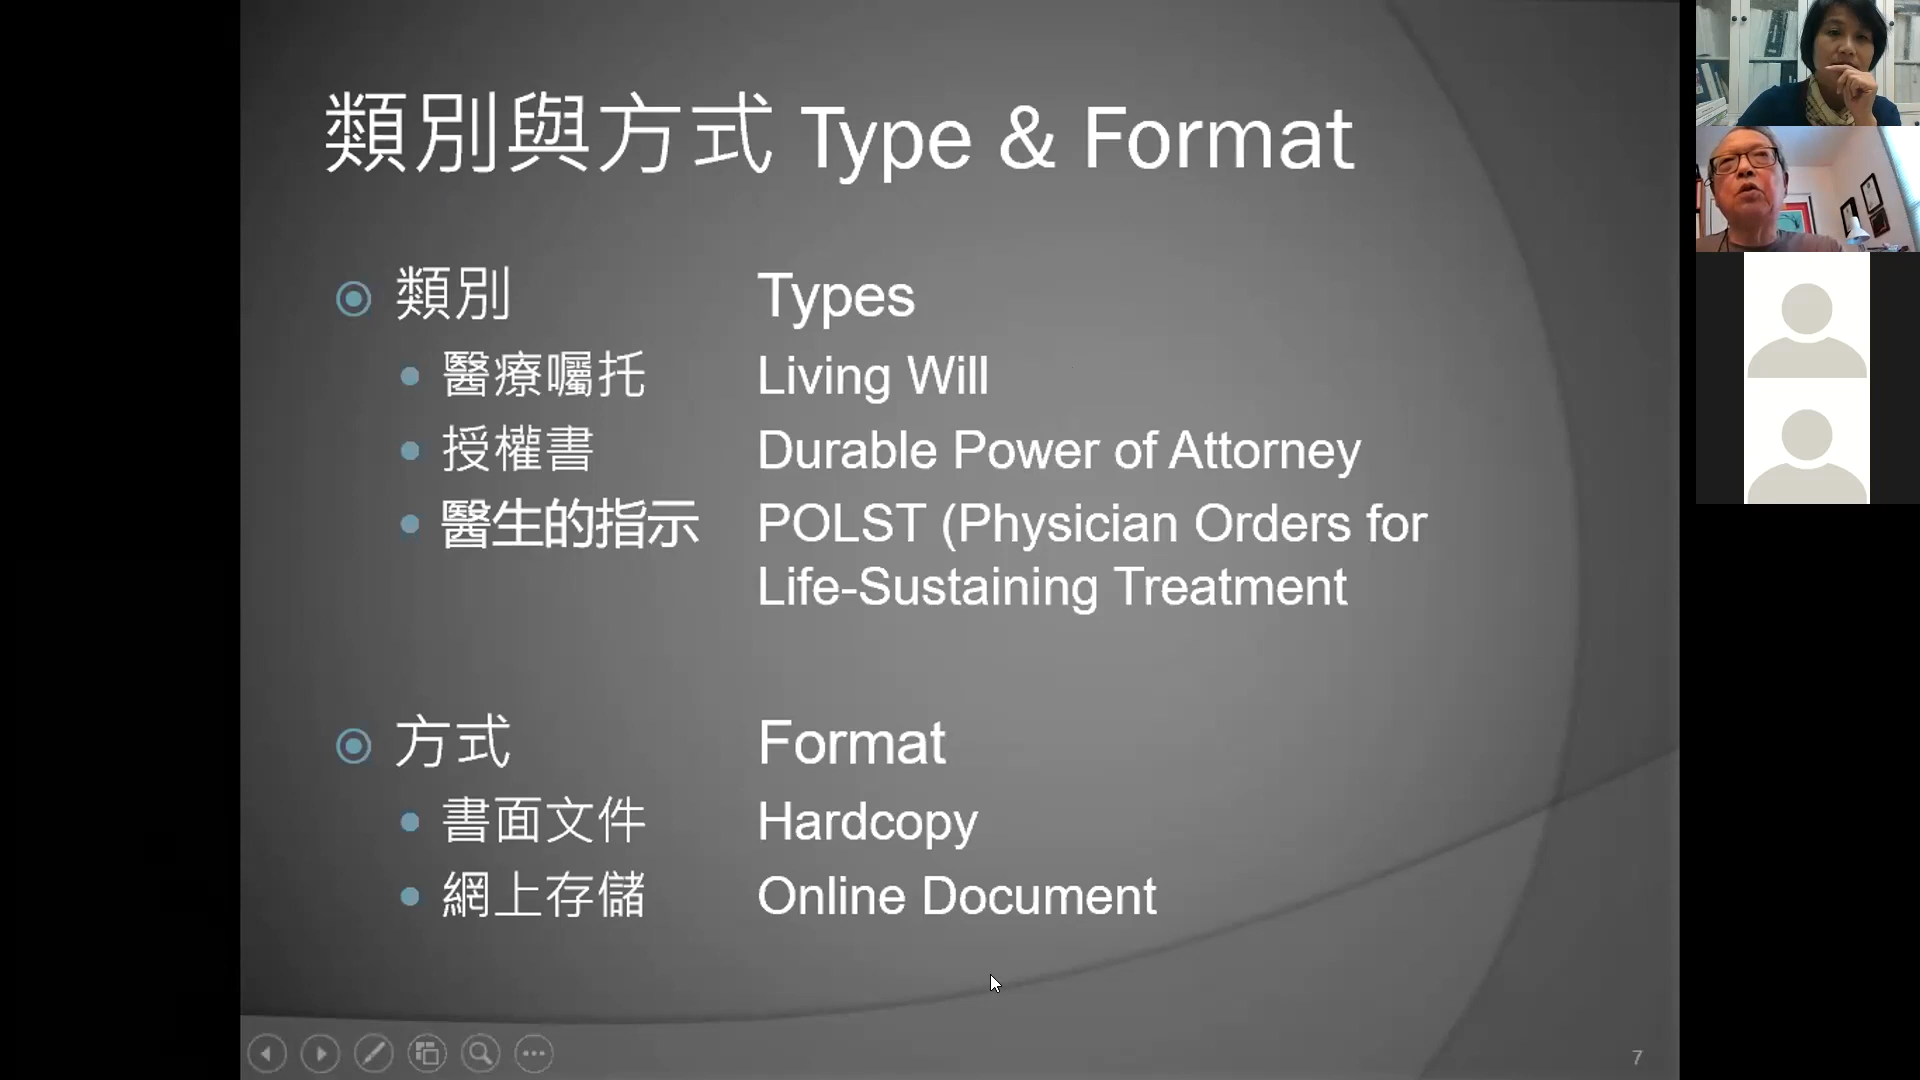 類別與方式 Type & Format
類別 Types
醫療囑托 Living Will
授權書 Durable Power of Attorney
醫生的指示 POLST (Physician Orders for
Life-Sustaining Treatment
方式 Format
書面文件 Hardcopy
網上存儲 Online Document
7